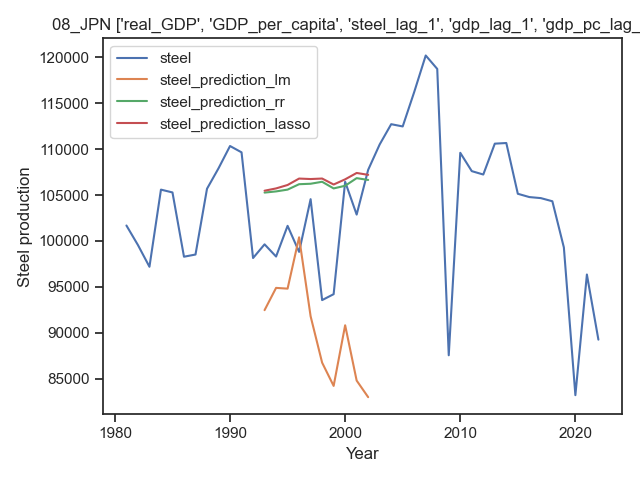 08_JPN ['real_GDP', 'GDP_per_capita', 'steel_lag_1', 'gdp_lag_1', 'gdp_pc_lag_
steel
steel_prediction_lm
steel_prediction_rr
steel_prediction_lasso
120000
115000
110000
105000
100000
95000
90000
85000
Steel production
1980
1990
2000
2010
2020
Year